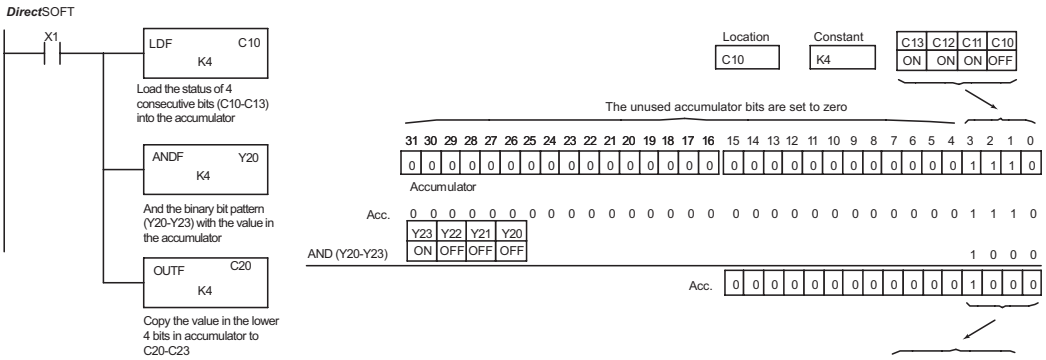 DirectSOFT
X1
LDF C10
K4
Load the status of 4
consecutive bits (C10-C13)
into the accumulator
ANDF Y20
K4
And the binary bit pattern
(Y20-Y23) with the value in
the accumulator
OUTF C20
K4
Copy the value in the lower
4 bits in accumulator to
C20-C23
Location Constant
C10 K4
C13 C12 C11 C10
ON ON ON OFF
The unused accumulator bits are set to zero
31 30 29 28 27 26 25 24 23 22 21 20 19 18 17 16 15 14 13 12 11 10 9 8 7 6 5 4 3 2 1 0
0 0 0 0 0 0 0 0 0 0 0 0 0 0 0 0 0 0 0 0 0 0 0 0 0 0 0 0 1 1 1 0
Accumulator
Acc. 0 0 0 0 0 0 0 0 0 0 0 0 0 0 0 0 0 0 0 0 0 0 0 0 0 0 0 0 1 1 1 0
Y23 Y22 Y21 Y20
ON OFF OFF OFF
AND (Y20-Y23) 1 0 0 0
Acc. 0 0 0 0 0 0 0 0 0 0 0 0 1 0 0 0